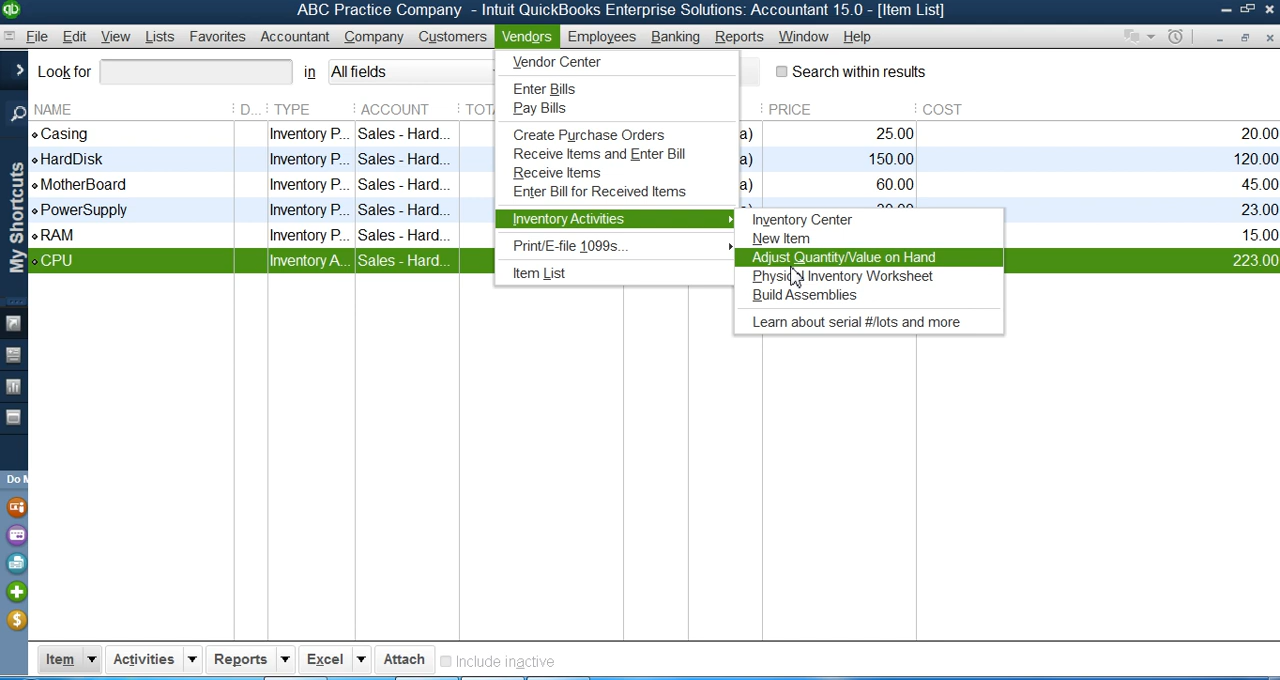 qb ABC Practice Company - Intuit QuickBooks Enterprise Solutions: Accountant 15.0 - [Item List]
File Edit View Lists Favorites Accountant Company Customers Vendors Employees Banking Reports Window Help
Look for in All fields Search within results
NAME D... TYPE ACCOUNT TOT PRICE COST
Casing Inventory P... Sales - Hard... a) 25.00 20.00
HardDisk Inventory P... Sales - Hard... a) 150.00 120.00
MotherBoard Inventory P... Sales - Hard... a) 60.00 45.00
PowerSupply Inventory P... Sales - Hard... 23.00
RAM Inventory P... Sales - Hard... 15.00
CPU Inventory A... Sales - Hard... 223.00
Vendor Center
Enter Bills
Pay Bills
Create Purchase Orders
Receive Items and Enter Bill
Receive Items
Enter Bill for Received Items
Inventory Activities
Print/E-file 1099s...
Item List
Inventory Center
New Item
Adjust Quantity/Value on Hand
Physical Inventory Worksheet
Build Assemblies
Learn about serial #/lots and more
My Shortcuts
Do M
Item Activities Reports Excel Attach Include inactive